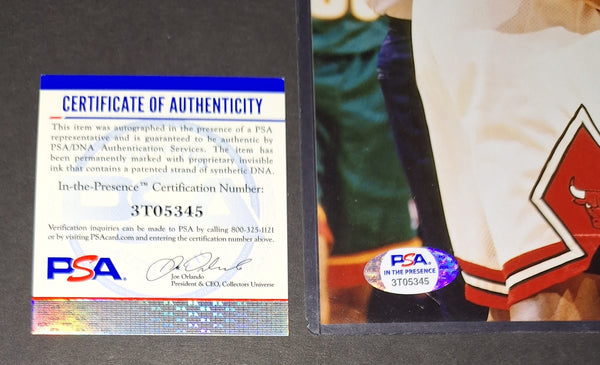 CERTIFICATE OF AUTHENTICITY
This item was autographed in the presence of a PSA
representative and is guaranteed to be authentic by
PSA/DNA Authentication Services. The item has
been permanently marked with proprietary invisible
ink that contains a patented strand of synthetic DNA.
In-the-Presence™ Certification Number:
3T05345
Verification inquiries can be made to PSA by calling 800-325-1121
or by visiting PSAcard.com and entering the certification number above.
PSA.
Joe Orlando
President & CEO, Collectors Universe
PSA.
IN THE PRESENCE
3T05345